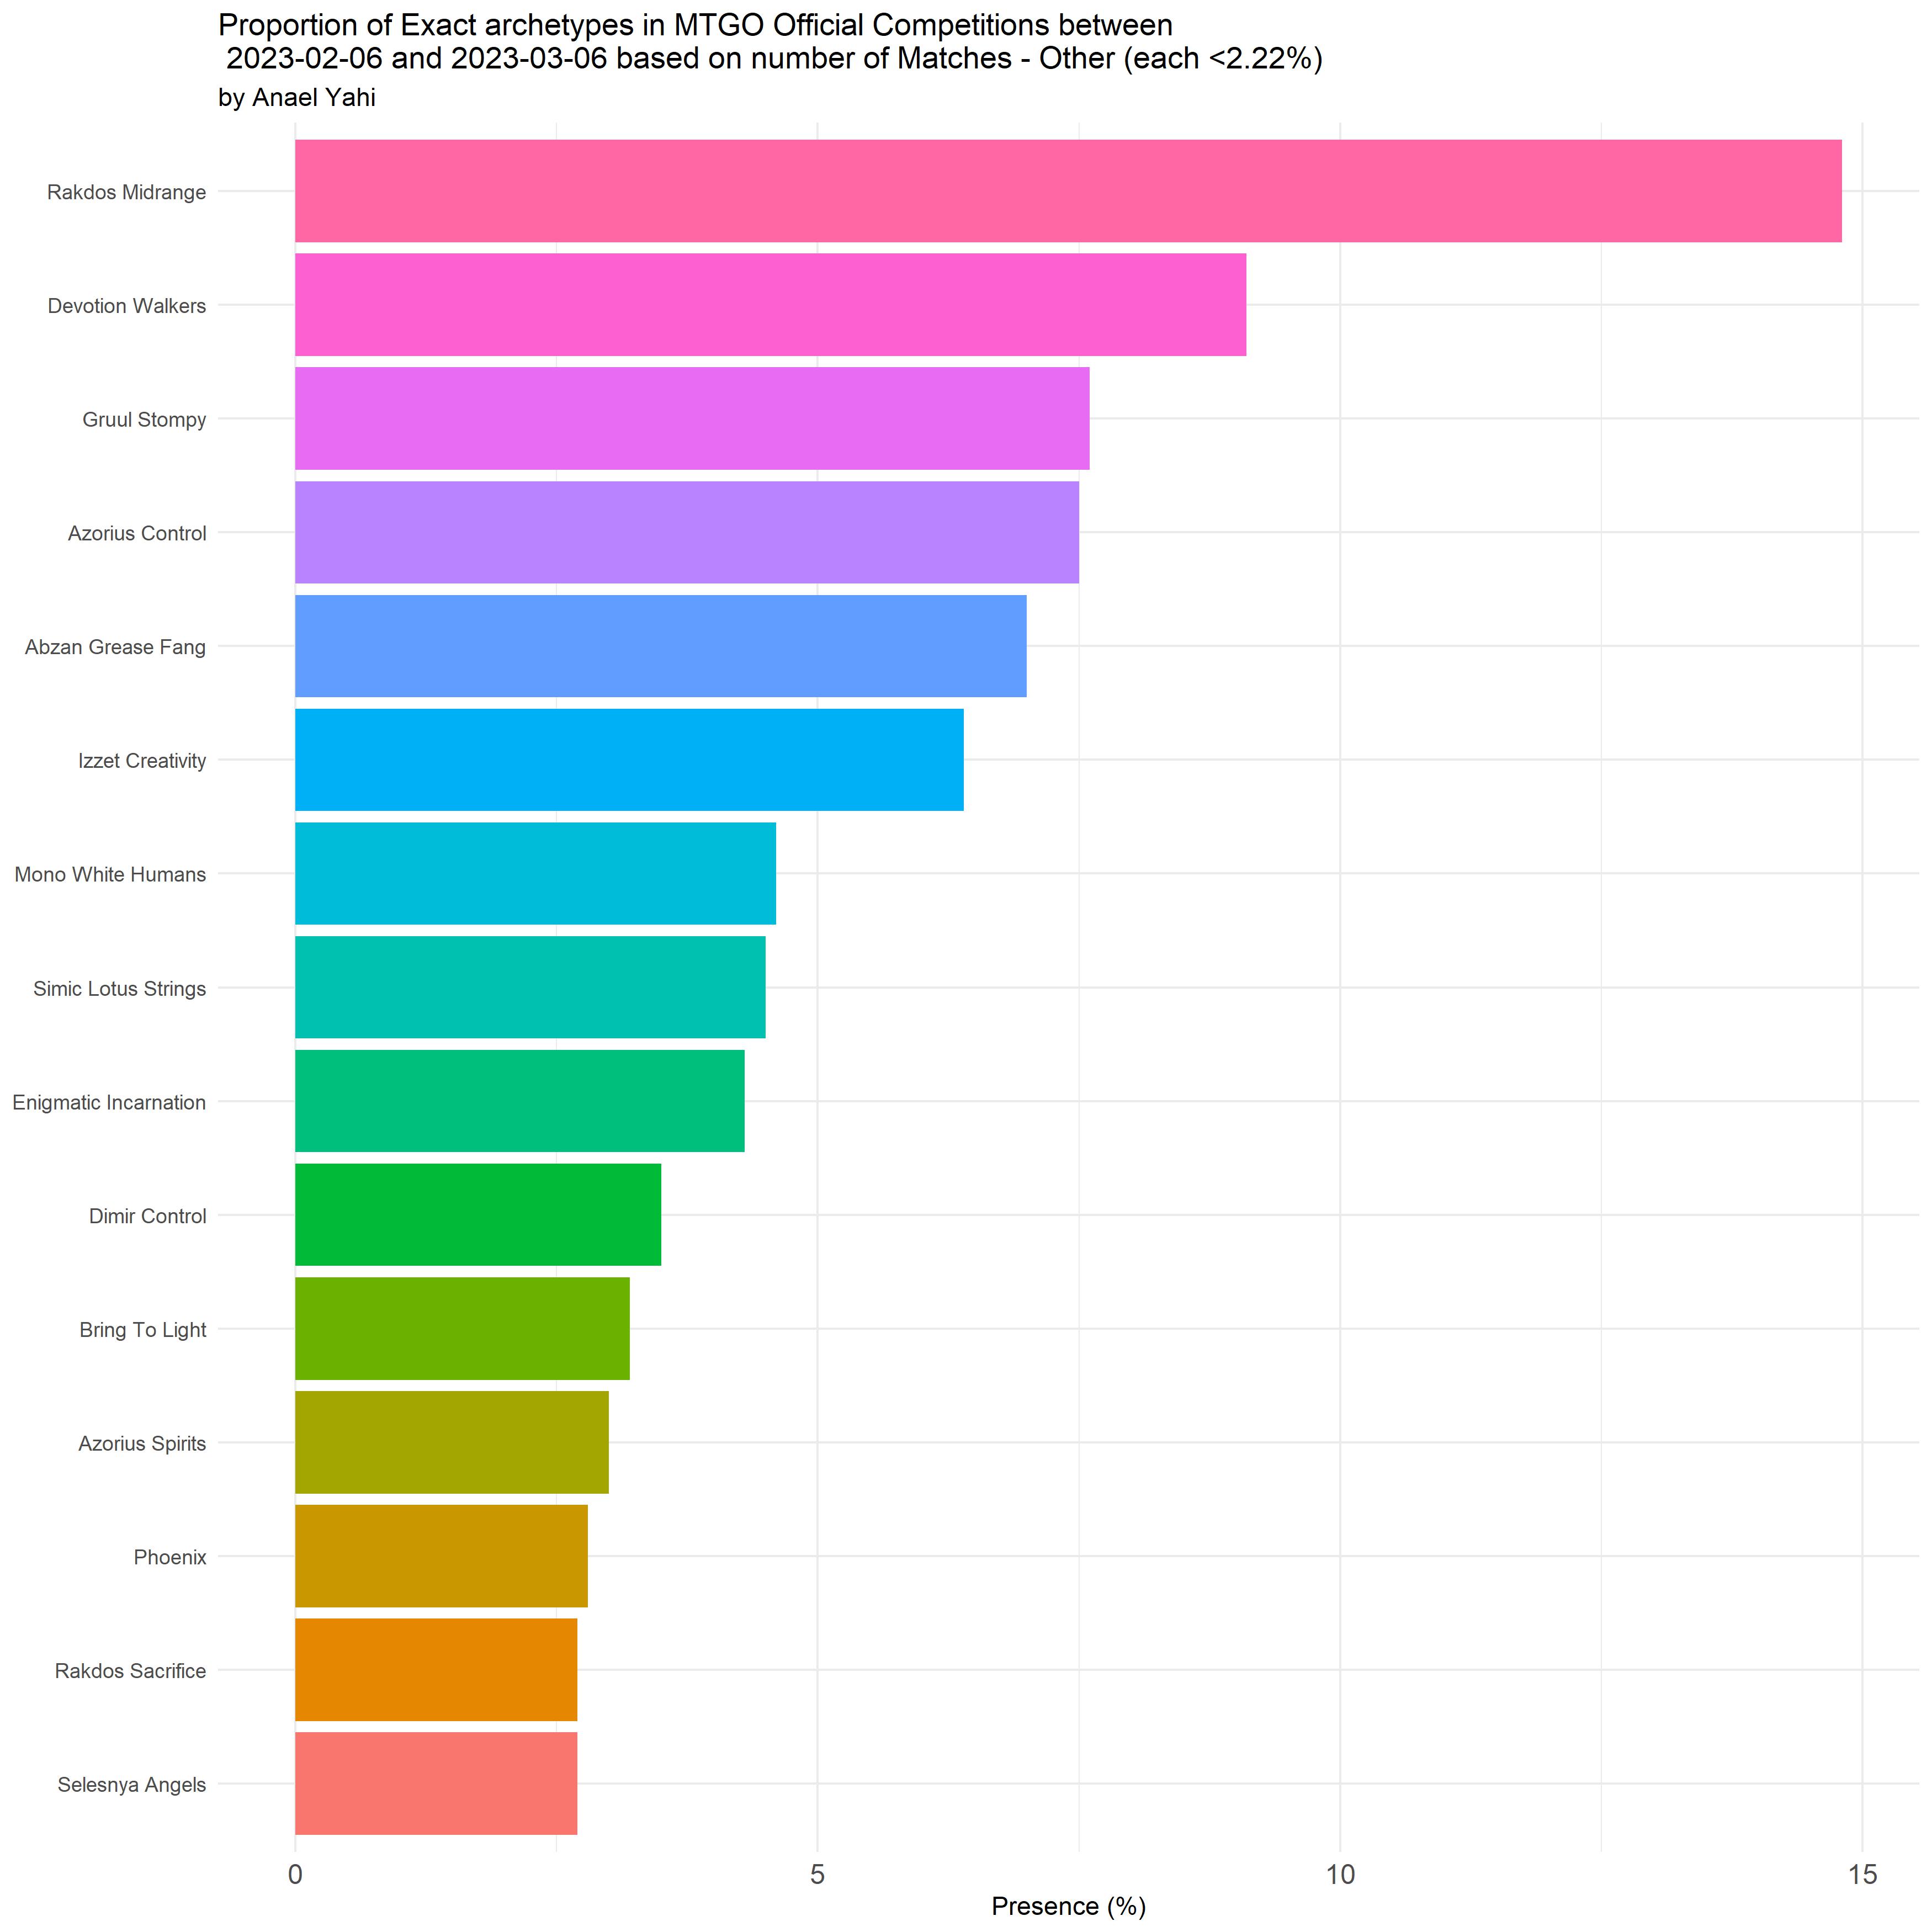 Proportion of Exact archetypes in MTGO Official Competitions between
2023-02-06 and 2023-03-06 based on number of Matches - Other (each <2.22%)
by Anael Yahi
Rakdos Midrange
Devotion Walkers
Gruul Stompy
Azorius Control
Abzan Grease Fang
Izzet Creativity
Mono White Humans
Simic Lotus Strings
Enigmatic Incarnation
Dimir Control
Bring To Light
Azorius Spirits
Phoenix
Rakdos Sacrifice
Selesnya Angels
0 5 10 15
Presence (%)